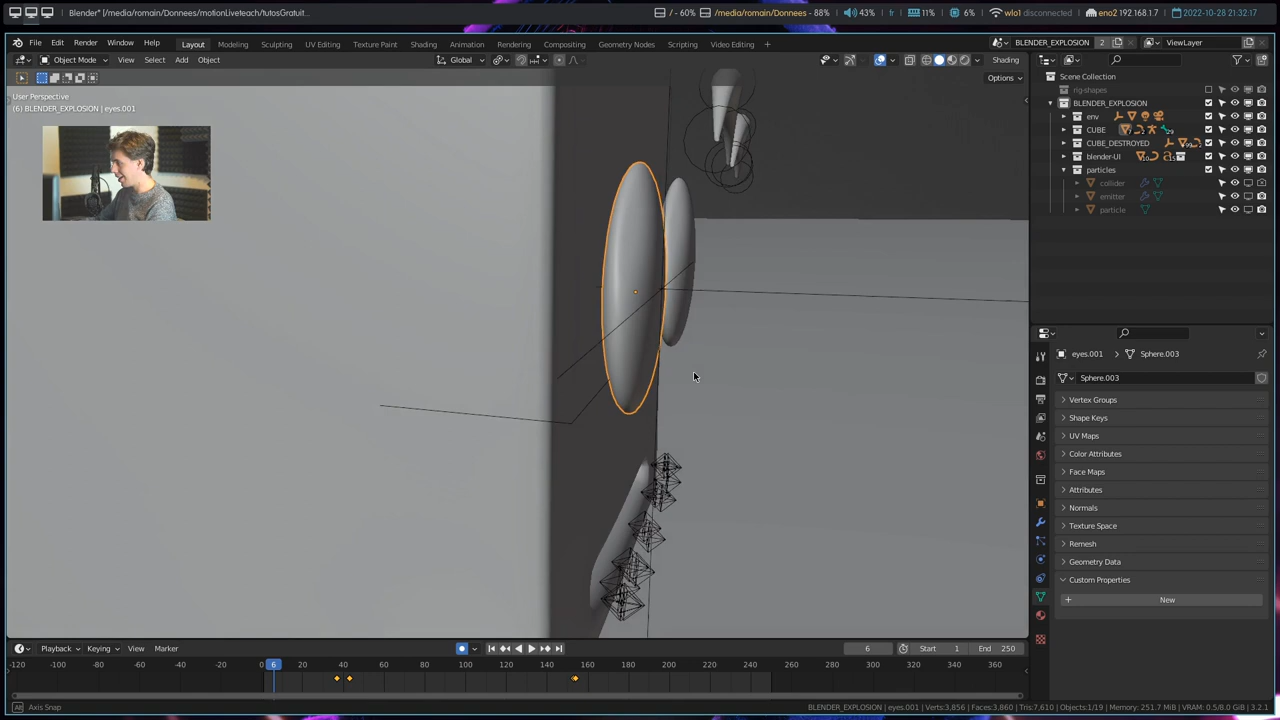 Blender* [/media/romain/Donnees/motionLiveteach/tutosGratuit...
/ - 60%
/media/romain/Donnees - 88%
43%
fr
11%
6%
wlo1 disconnected
eno2 192.168.1.7
2022-10-28 21:32:17
File Edit Render Window Help
Layout Modeling Sculpting UV Editing Texture Paint Shading Animation Rendering Compositing Geometry Nodes Scripting Video Editing +
BLENDER_EXPLOSION 2
ViewLayer
Object Mode View Select Add Object
Global
Shading
Options
User Perspective
(6) BLENDER_EXPLOSION | eyes.001
Scene Collection
rig-shapes
BLENDER_EXPLOSION
env
CUBE
CUBE_DESTROYED
blender-UI
particles
collider
emitter
particle
eyes.001 > Sphere.003
Sphere.003
Vertex Groups
Shape Keys
UV Maps
Color Attributes
Face Maps
Attributes
Normals
Texture Space
Remesh
Geometry Data
Custom Properties
+ New
Playback Keying View Marker
6
Start 1
End 250
-120 -100 -80 -60 -40 -20 0 6 20 40 60 80 100 120 140 160 180 200 220 240 260 280 300 320 340 360
Axis Snap
BLENDER_EXPLOSION | eyes.001 | Verts:3,856 | Faces:3,860 | Tris:7,610 | Objects:1/19 | Memory: 251.7 MiB | VRAM: 0.5/8.0 GiB | 3.2.1